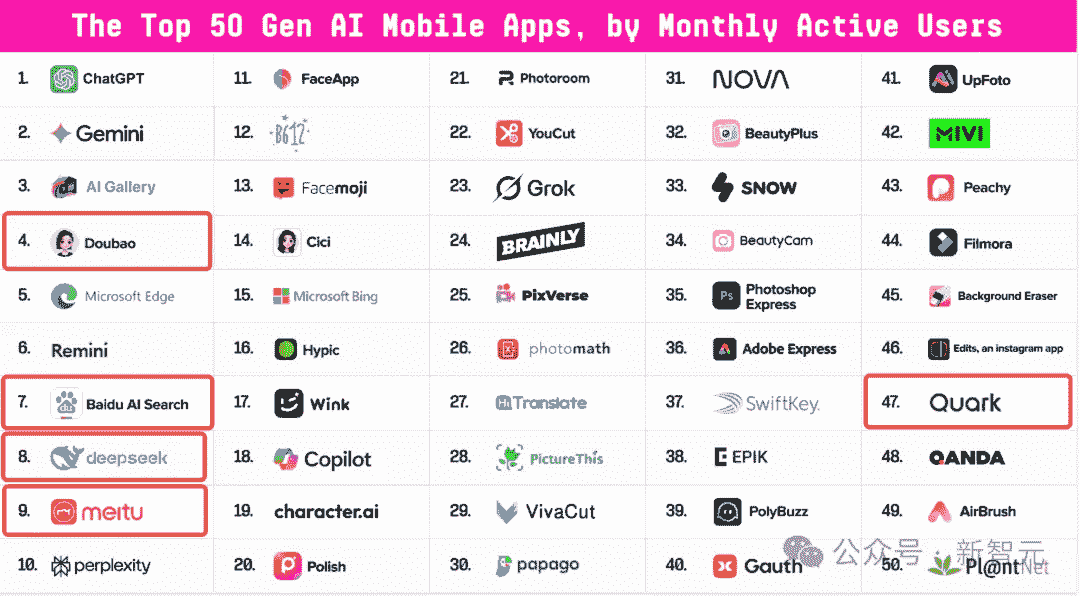 The Top 50 Gen AI Mobile Apps, by Monthly Active Users
1. ChatGPT
2. Gemini
3. AI Gallery
4. Doubao
5. Microsoft Edge
6. Remini
7. du Baidu AI Search
8. deepseek
9. meitu
10. perplexity
11. FaceApp
12. B612
13. Facemoji
14. Cici
15. Microsoft Bing
16. Hypic
17. Wink
18. Copilot
19. character.ai
20. Polish
21. Photoroom
22. YouCut
23. Grok
24. BRAINLY
25. PixVerse
26. photomath
27. Hi Translate
28. PictureThis
29. VivaCut
30. papago
31. NOVA
32. BeautyPlus
33. SNOW
34. BeautyCam
35. Ps Photoshop
Express
36. Adobe Express
37. SwiftKey
38. EPIK
39. PolyBuzz
40. Gauth
41. UpFoto
42. MIVI
43. Peachy
44. Filmora
45. Background Eraser
46. Edits, an instagram app
47. Quark
48. QANDA
49. AirBrush
50. Pl@ntNet
公众号 新智元